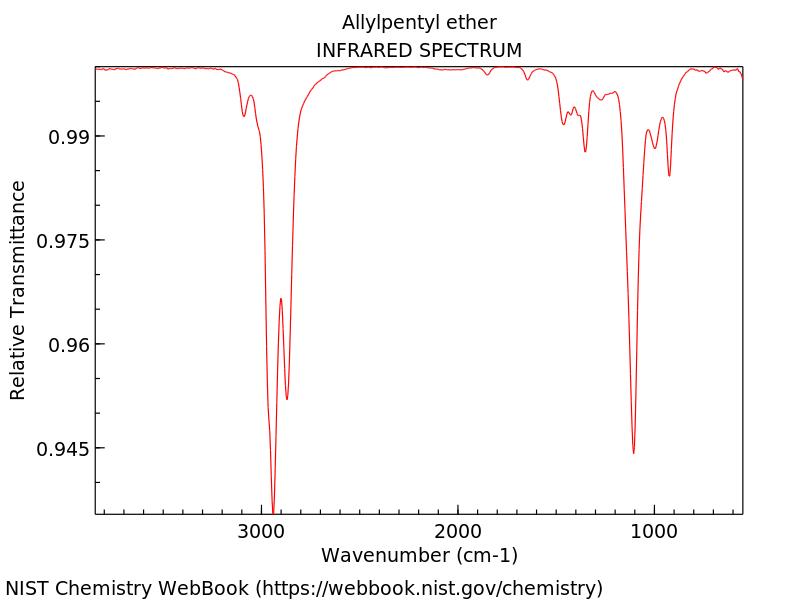 Allylpentyl ether
INFRARED SPECTRUM
Relative Transmittance
0.99
0.975
0.96
0.945
3000 2000 1000
Wavenumber (cm-1)
NIST Chemistry WebBook (https://webbook.nist.gov/chemistry)